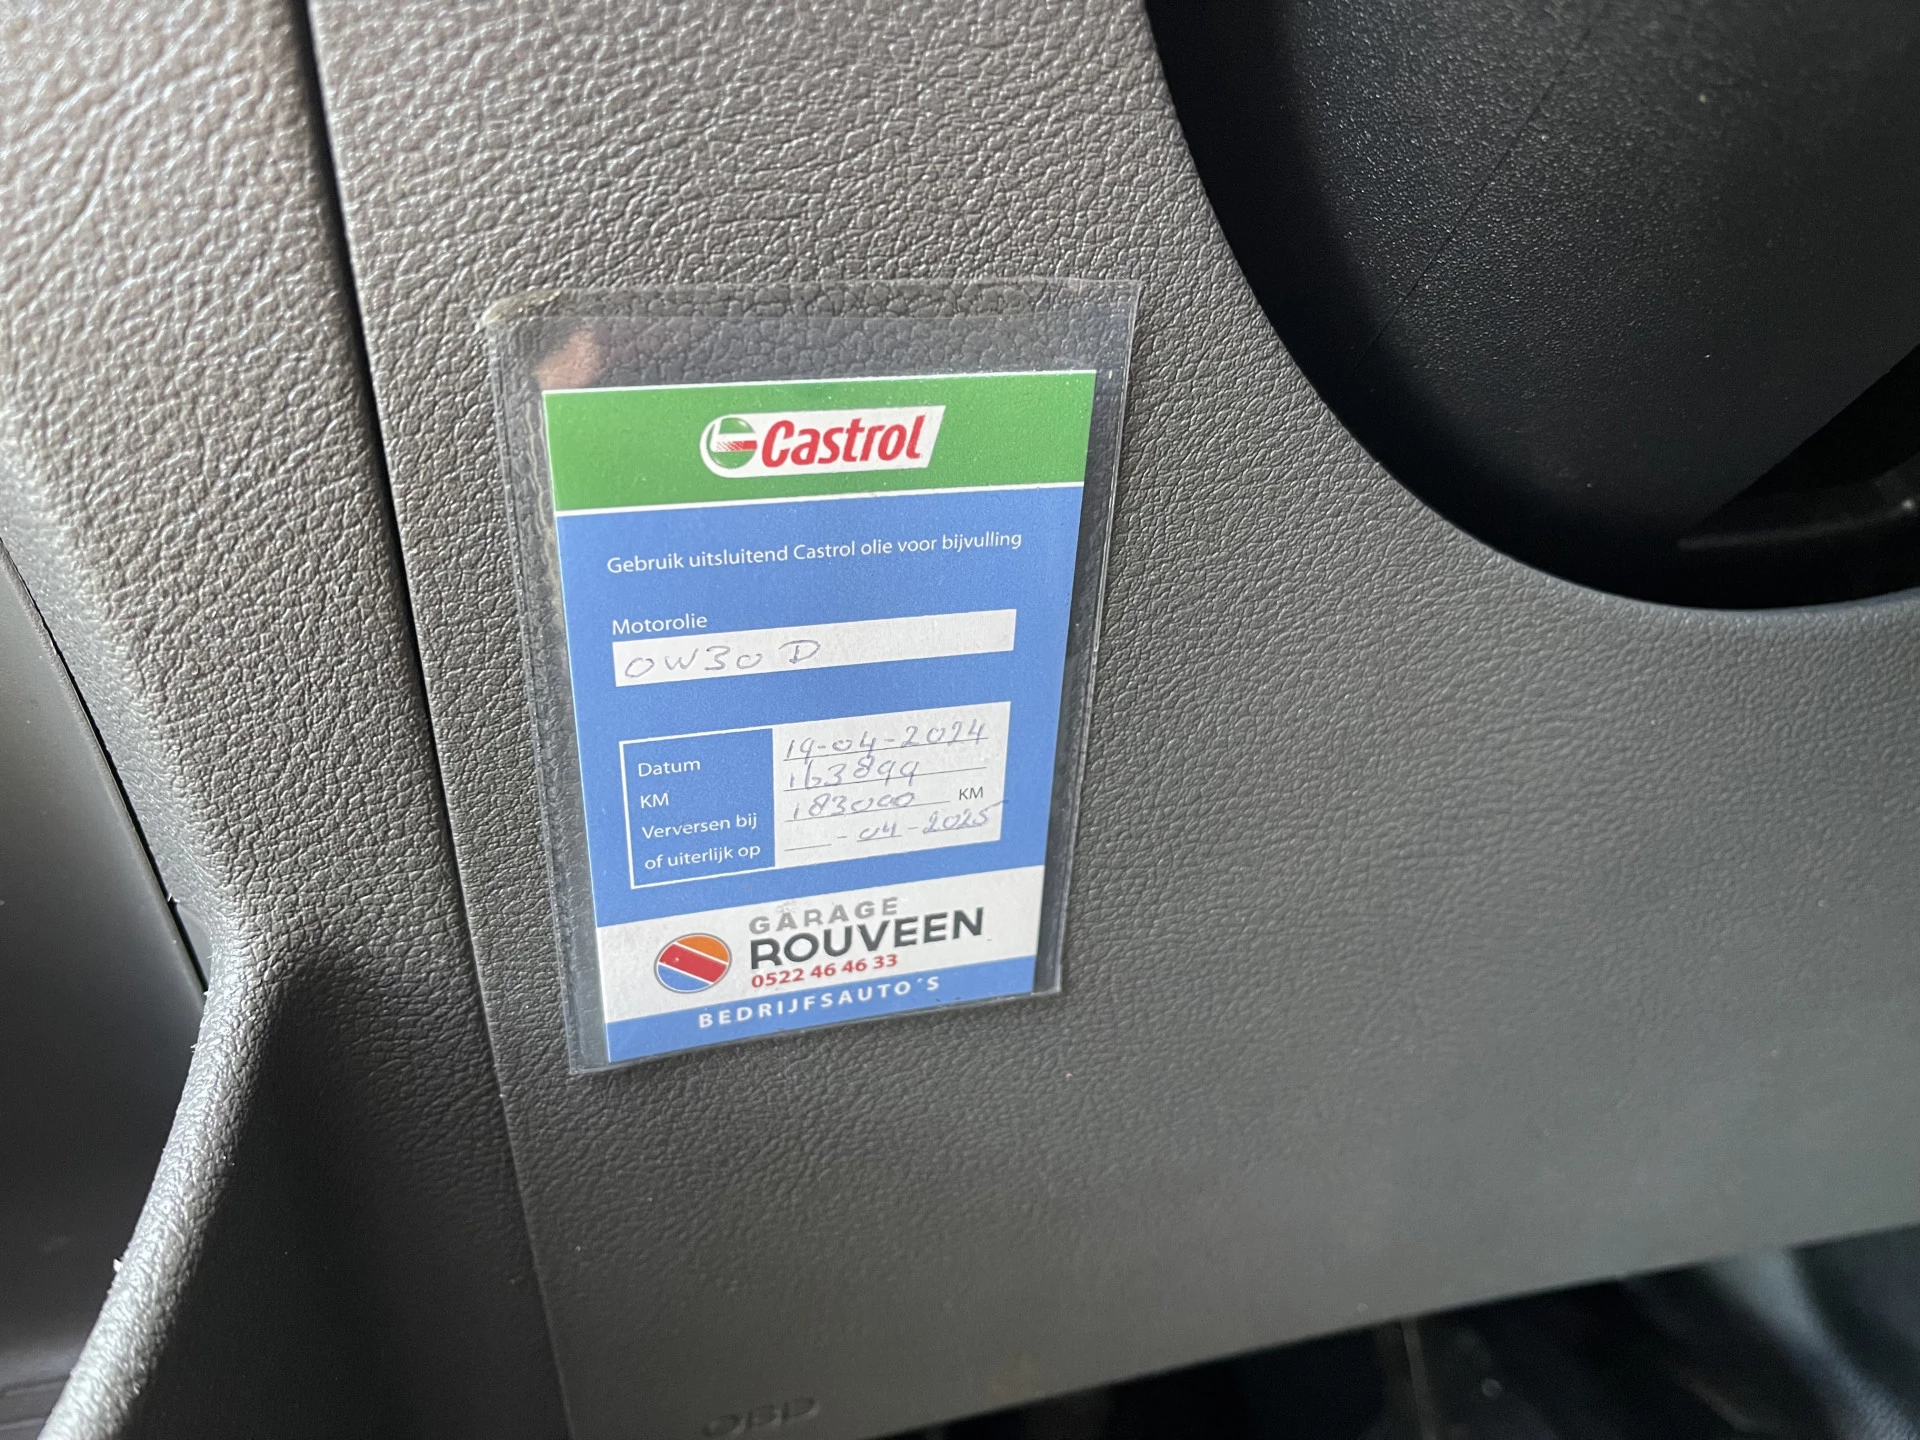 Castrol
Gebruik uitsluitend Castrol olie voor bijvulling
Motorolie
0W30 D
Datum 19-04-2024
KM 163899
Verversen bij 183000 KM
of uiterlijk op - 04 - 2025
GARAGE
ROUVEEN
0522 46 46 33
BEDRIJFSAUTO'S
OBD